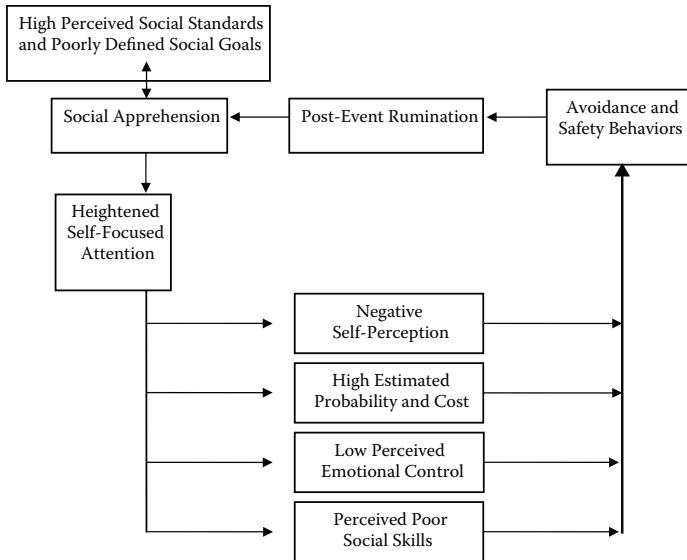 High Perceived Social Standards
and Poorly Defined Social Goals
Social Apprehension
Post-Event Rumination
Avoidance and
Safety Behaviors
Heightened
Self-Focused
Attention
Negative
Self-Perception
High Estimated
Probability and Cost
Low Perceived
Emotional Control
Perceived Poor
Social Skills